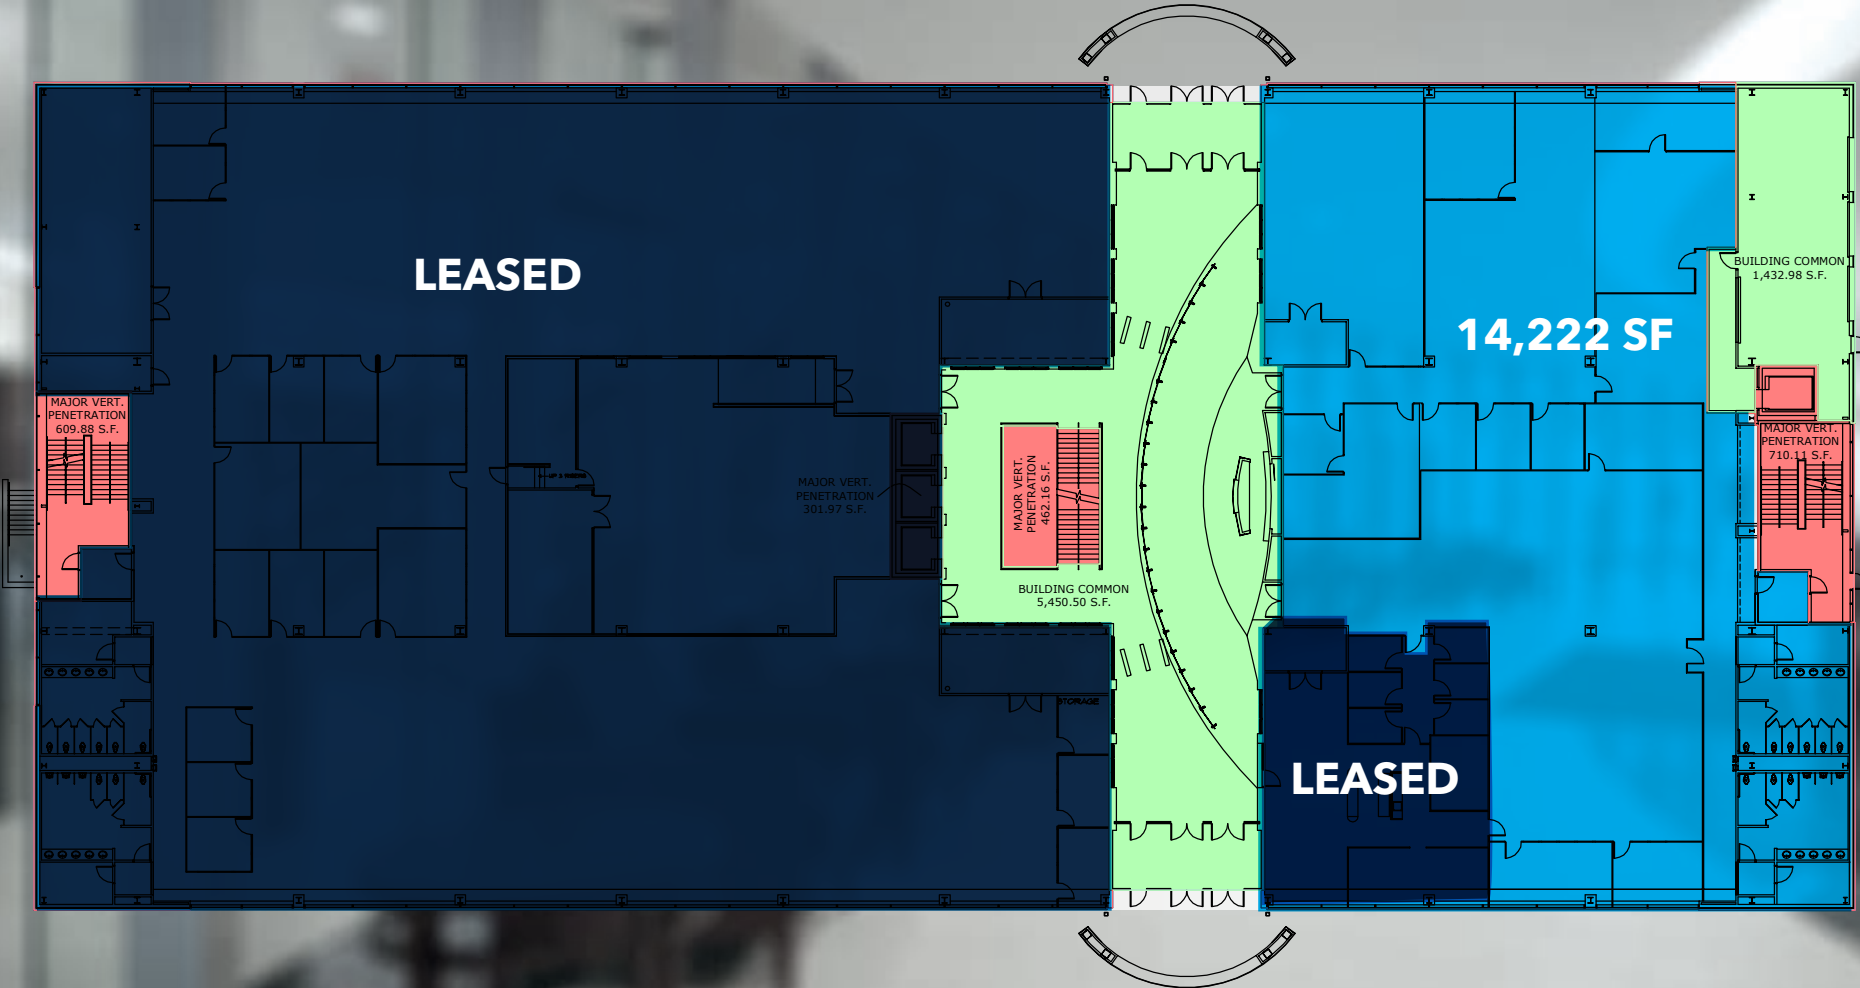 LEASED
BUILDING COMMON
1,432.98 S.F.
14,222 SF
MAJOR VERT.
PENETRATION
609.88 S.F.
MAJOR VERT.
PENETRATION
710.11 S.F.
MAJOR VERT.
PENETRATION
462.16 S.F.
MAJOR VERT.
PENETRATION
301.97 S.F.
BUILDING COMMON
5,450.50 S.F.
STORAGE
LEASED